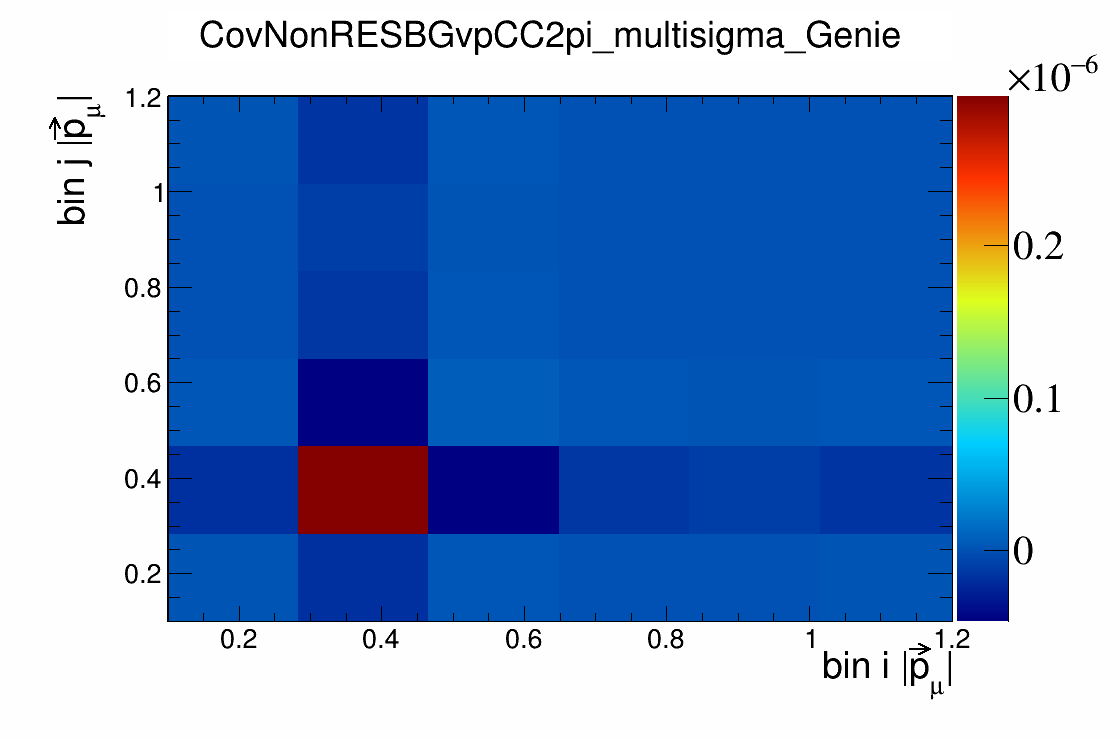 CovNonRESBGvpCC2pi_multisigma_Genie
×10⁻⁶
bin j |p⃗_μ|
1.2
1
0.8
0.6
0.4
0.2
0.2
0.1
0
0.2 0.4 0.6 0.8 1 1.2
bin i |p⃗_μ|